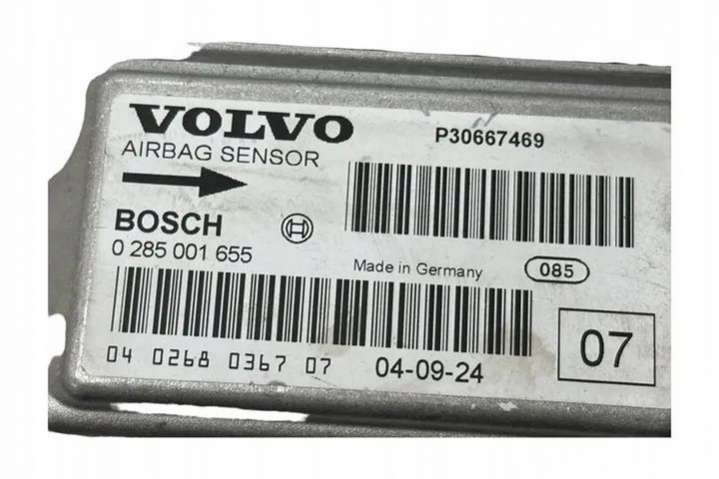 VOLVO
P30667469
AIRBAG SENSOR
BOSCH
0 285 001 655
Made in Germany
085
04 0268 0367 07
04-09-24
07